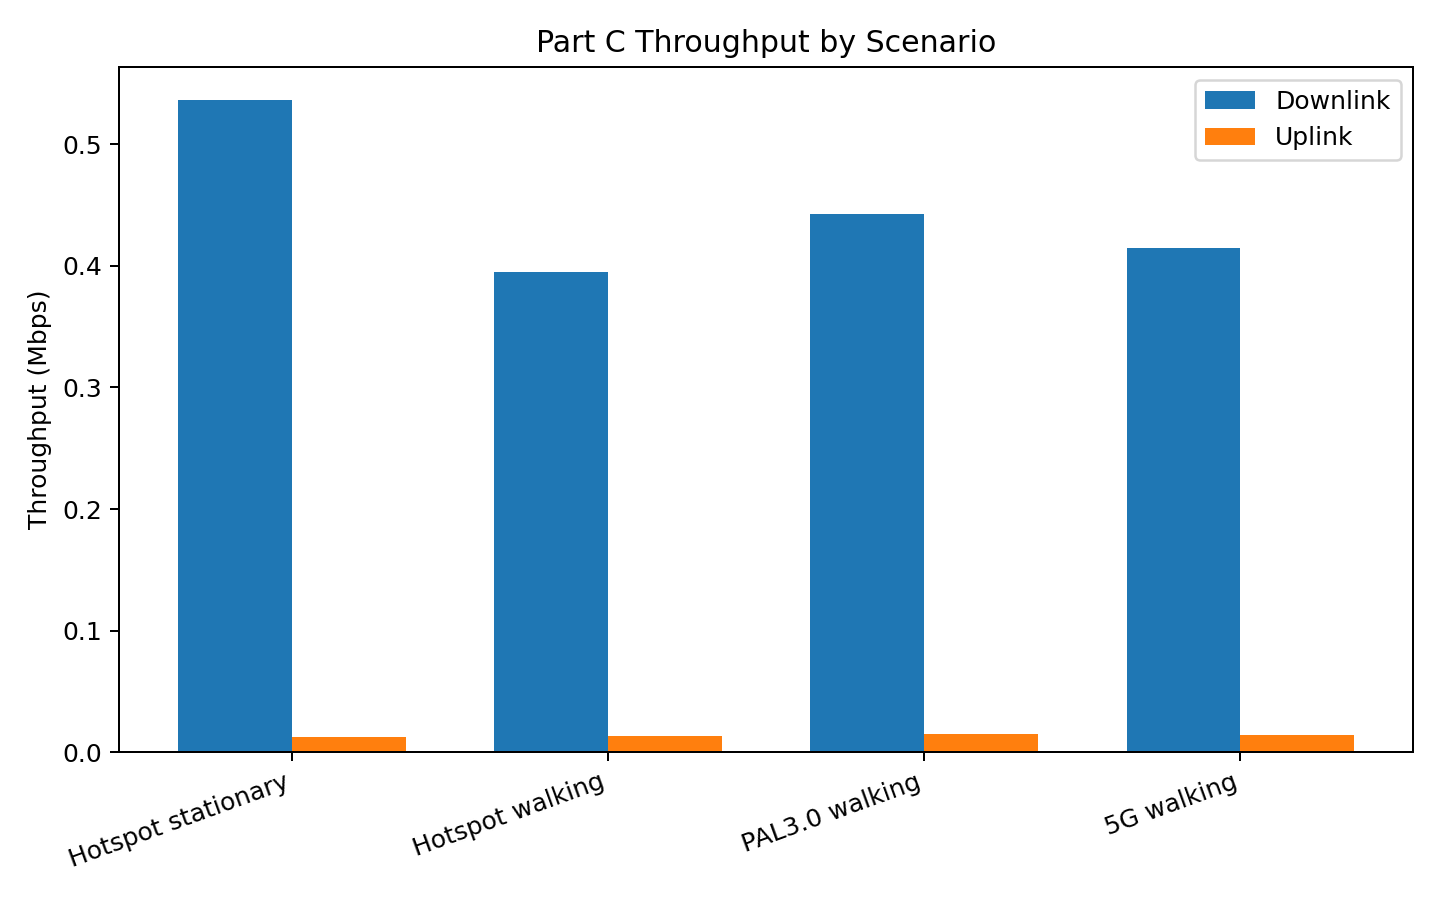 Part C Throughput by Scenario
Downlink
Uplink
Throughput (Mbps)
0.5
0.4
0.3
0.2
0.1
0.0
Hotspot stationary
Hotspot walking
PAL3.0 walking
5G walking